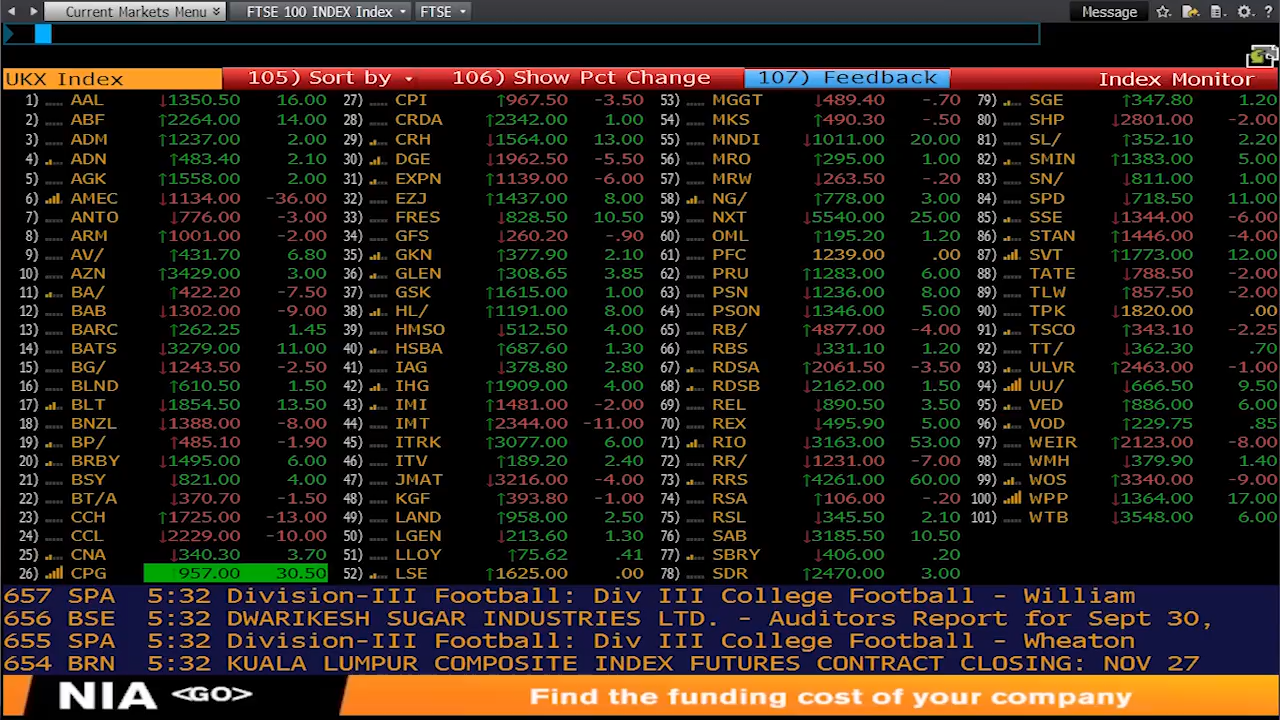 Current Markets Menu FTSE 100 INDEX Index FTSE Message ?
UKX Index 105) Sort by 106) Show Pct Change 107) Feedback Index Monitor
1) AAL ↓1350.50 16.00 27) CPI ↑967.50 -3.50 53) MGGT ↓489.40 -.70 79) SGE ↑347.80 1.20
2) ABF ↑2264.00 14.00 28) CRDA ↑2342.00 1.00 54) MKS ↑490.30 -.50 80) SHP ↓2801.00 -2.00
3) ADM ↑1237.00 2.00 29) CRH ↓1564.00 13.00 55) MNDI ↓1011.00 20.00 81) SL/ ↑352.10 2.20
4) ADN ↑483.40 2.10 30) DGE ↓1962.50 -5.50 56) MRO ↑295.00 1.00 82) SMIN ↑1383.00 5.00
5) AGK ↑1558.00 2.00 31) EXPN ↑1139.00 -6.00 57) MRW ↓263.50 -.20 83) SN/ ↓811.00 1.00
6) AMEC ↓1134.00 -36.00 32) EZJ ↑1437.00 8.00 58) NG/ ↑778.00 3.00 84) SPD ↓718.50 11.00
7) ANTO ↓776.00 -3.00 33) FRES ↓828.50 10.50 59) NXT ↓5540.00 25.00 85) SSE ↓1344.00 -6.00
8) ARM ↑1001.00 -2.00 34) GFS ↓260.20 -.90 60) OML ↑195.20 1.20 86) STAN ↑1446.00 -4.00
9) AV/ ↑431.70 6.80 35) GKN ↑377.90 2.10 61) PFC 1239.00 .00 87) SVT ↑1773.00 12.00
10) AZN ↑3429.00 3.00 36) GLEN ↑308.65 3.85 62) PRU ↑1283.00 6.00 88) TATE ↓788.50 -2.00
11) BA/ ↑422.20 -7.50 37) GSK ↑1615.00 1.00 63) PSN ↓1236.00 8.00 89) TLW ↑857.50 -2.00
12) BAB ↓1302.00 -9.00 38) HL/ ↑1191.00 8.00 64) PSON ↓1346.00 5.00 90) TPK ↓1820.00 .00
13) BARC ↑262.25 1.45 39) HMSO ↓512.50 4.00 65) RB/ ↑4877.00 -4.00 91) TSCO ↑343.10 -2.25
14) BATS ↓3279.00 11.00 40) HSBA ↑687.60 1.30 66) RBS ↓331.10 1.20 92) TT/ ↓362.30 .70
15) BG/ ↑1243.50 -2.50 41) IAG ↓378.80 2.80 67) RDSA ↑2061.50 -3.50 93) ULVR ↑2463.00 -1.00
16) BLND ↑610.50 1.50 42) IHG ↑1909.00 4.00 68) RDSB ↓2162.00 1.50 94) UU/ ↓666.50 9.50
17) BLT ↓1854.50 13.50 43) IMI ↑1481.00 -2.00 69) REL ↓890.50 3.50 95) VED ↑886.00 6.00
18) BNZL ↓1388.00 -8.00 44) IMT ↑2344.00 -11.00 70) REX ↓495.90 5.00 96) VOD ↑229.75 .85
19) BP/ ↑485.10 -1.90 45) ITRK ↑3077.00 6.00 71) RIO ↓3163.00 53.00 97) WEIR ↑2123.00 -8.00
20) BRBY ↓1495.00 6.00 46) ITV ↑189.20 2.40 72) RR/ ↓1231.00 -7.00 98) WMH ↓379.90 1.40
21) BSY ↓821.00 4.00 47) JMAT ↓3216.00 -4.00 73) RRS ↑4261.00 60.00 99) WOS ↑3340.00 -9.00
22) BT/A ↓370.70 -1.50 48) KGF ↑393.80 -1.00 74) RSA ↑106.00 -.20 100) WPP ↓1364.00 17.00
23) CCH ↑1725.00 -13.00 49) LAND ↑958.00 2.50 75) RSL ↓345.50 2.10 101) WTB ↓3548.00 6.00
24) CCL ↓2229.00 -10.00 50) LGEN ↓213.60 1.30 76) SAB ↓3185.50 10.50
25) CNA ↓340.30 3.70 51) LLOY ↑75.62 .41 77) SBRY ↓406.00 .20
26) CPG ↑957.00 30.50 52) LSE ↑1625.00 .00 78) SDR ↑2470.00 3.00
657 SPA 5:32 Division-III Football: Div III College Football - William
656 BSE 5:32 DWARIKESH SUGAR INDUSTRIES LTD. - Auditors Report for Sept 30,
655 SPA 5:32 Division-III Football: Div III College Football - Wheaton
654 BRN 5:32 KUALA LUMPUR COMPOSITE INDEX FUTURES CONTRACT CLOSING: NOV 27
NIA <GO> Find the funding cost of your company